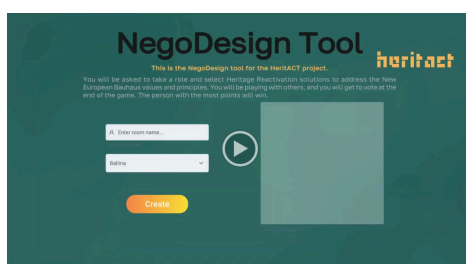 NegoDesign Tool
heritact
This is the NegoDesign tool for the HeritACT project.
You will be asked to take a role and select Heritage Reactivation solutions to address the New
European Bauhaus values and principles. You will be playing with others, and you will get to vote at the
end of the game. The person with the most points will win.
Enter room name...
Ballina
Create